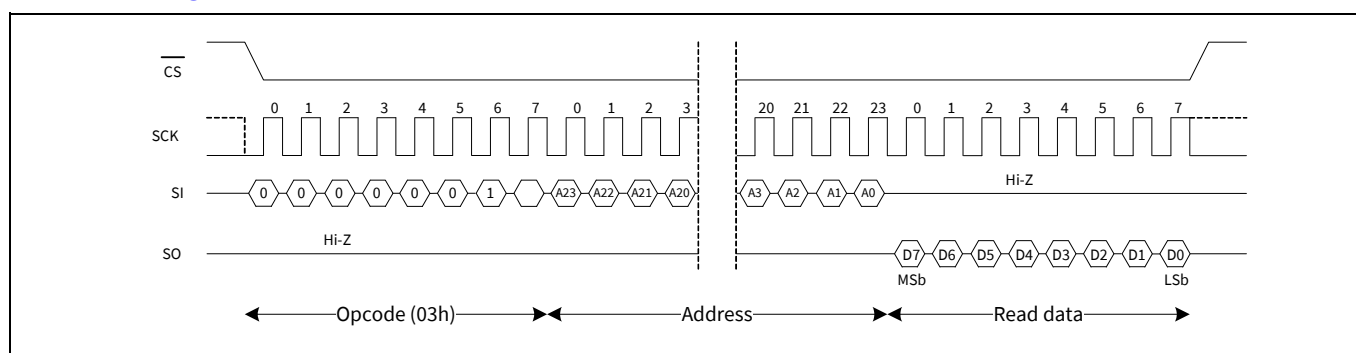 CS
0 1 2 3 4 5 6 7 0 1 2 3 20 21 22 23 0 1 2 3 4 5 6 7
SCK
Hi-Z
SI 0 0 0 0 0 0 1 A23 A22 A21 A20 A3 A2 A1 A0
Hi-Z
SO D7 D6 D5 D4 D3 D2 D1 D0
MSb LSb
Opcode (03h) Address Read data